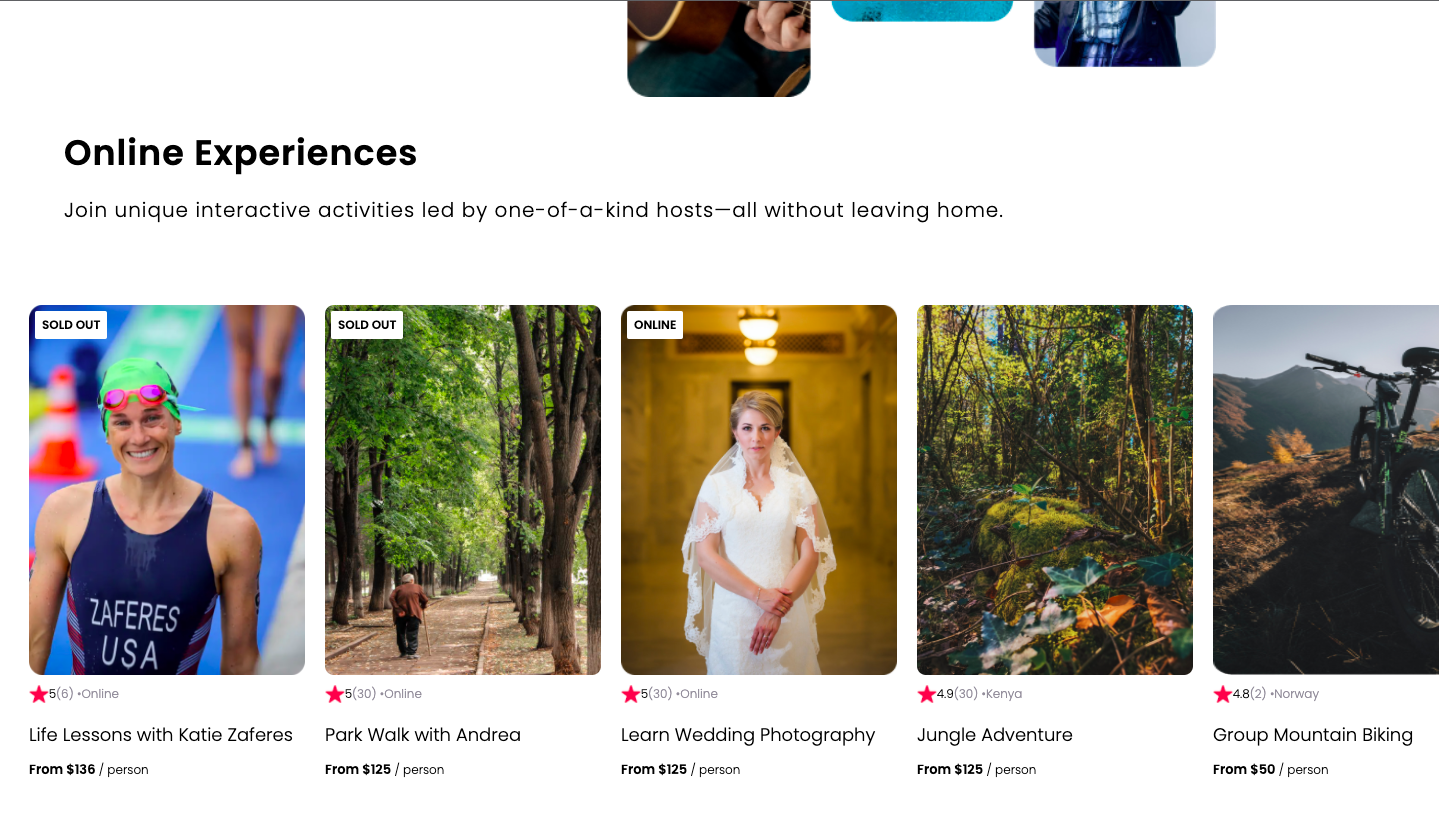 Online Experiences
Join unique interactive activities led by one-of-a-kind hosts—all without leaving home.
SOLD OUT
ZAFERES
USA
5(6) •Online
Life Lessons with Katie Zaferes
From $136 / person
SOLD OUT
5(30) •Online
Park Walk with Andrea
From $125 / person
ONLINE
5(30) •Online
Learn Wedding Photography
From $125 / person
4.9(30) •Kenya
Jungle Adventure
From $125 / person
4.8(2) •Norway
Group Mountain Biking
From $50 / person